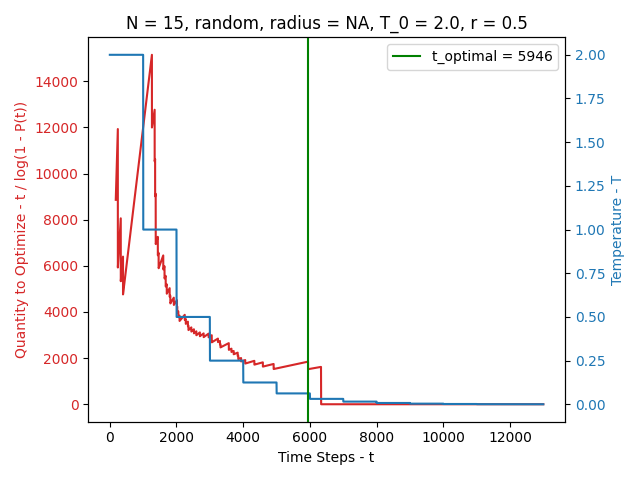 N = 15, random, radius = NA, T_0 = 2.0, r = 0.5
t_optimal = 5946
Quantity to Optimize - t / log(1 - P(t))
14000
12000
10000
8000
6000
4000
2000
0
2.00
1.75
1.50
1.25
1.00
0.75
0.50
0.25
0.00
Temperature - T
0 2000 4000 6000 8000 10000 12000
Time Steps - t